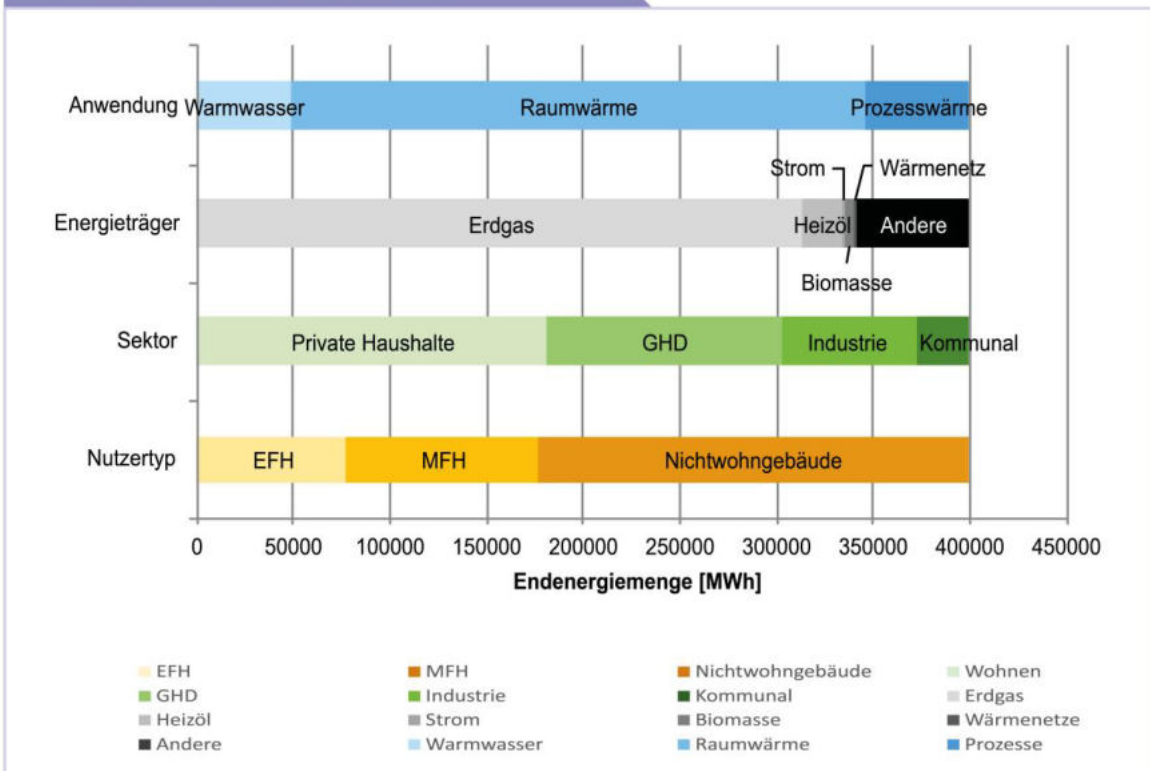 Anwendung Warmwasser Raumwärme Prozesswärme
Strom Wärmenetz
Energieträger Erdgas Heizöl Andere
Biomasse
Sektor Private Haushalte GHD Industrie Kommunal
Nutzertyp EFH MFH Nichtwohngebäude
0 50000 100000 150000 200000 250000 300000 350000 400000 450000
Endenergiemenge [MWh]
EFH MFH Nichtwohngebäude Wohnen
GHD Industrie Kommunal Erdgas
Heizöl Strom Biomasse Wärmenetze
Andere Warmwasser Raumwärme Prozesse